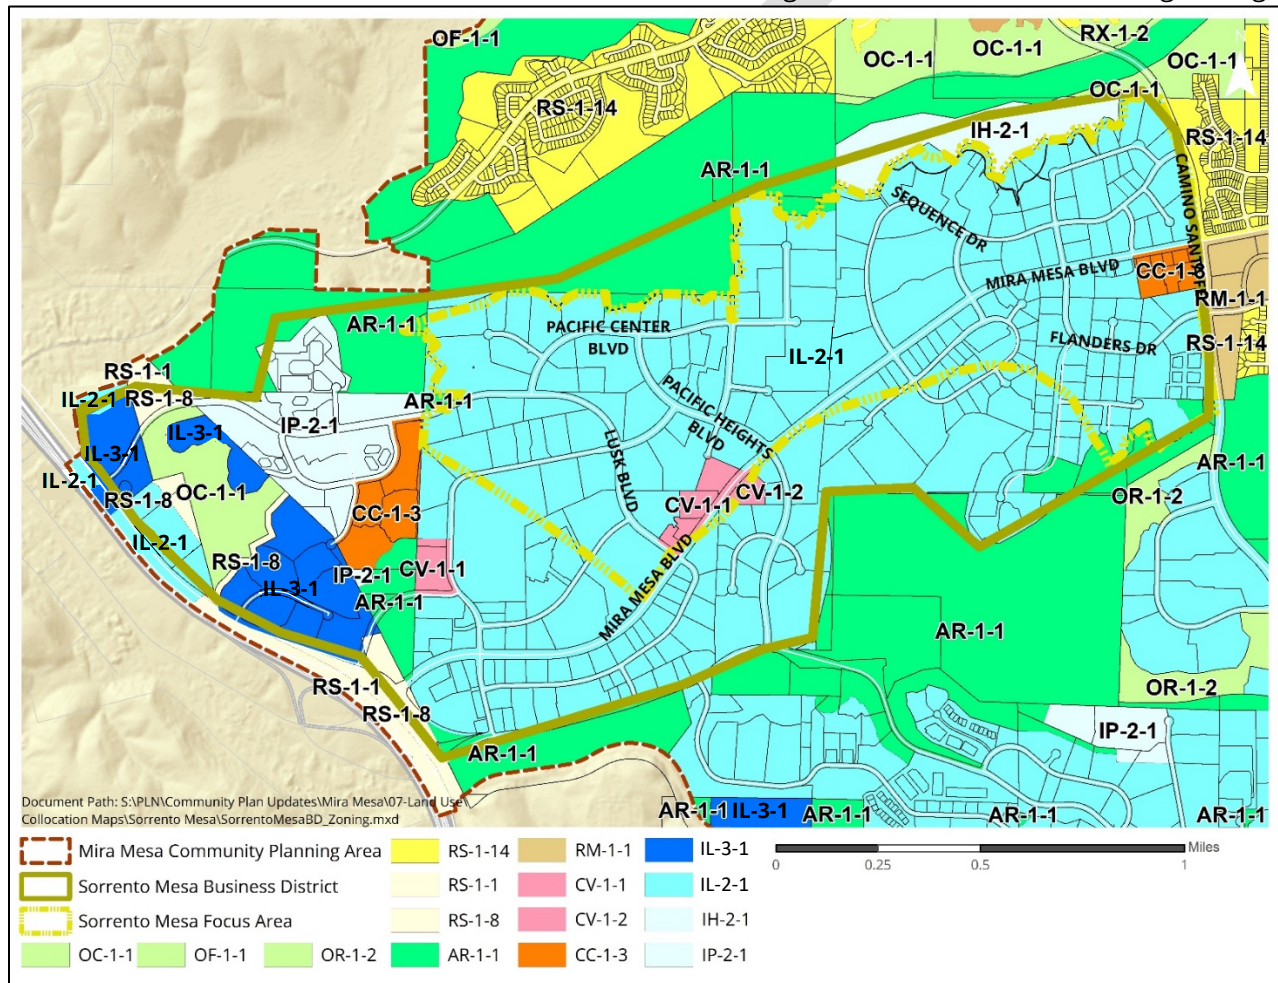 OF-1-1
RX-1-2
OC-1-1
OC-1-1
OC-1-1
N
OC-1-1
RS-1-14
IH-2-1
RS-1-14
AR-1-1
CAMINO SANT
FE
SEQUENCE DR
MIRA MESA BLVD
CC-1-3
RM-1-1
AR-1-1
PACIFIC CENTER
BLVD
IL-2-1
FLANDERS DR
RS-1-14
RS-1-1
RS-1-8
IL-2-1
AR-1-1
PACIFIC HEIGHTS
BLVD
IP-2-1
IL-3-1
LUSK BLVD
IL-3-1
AR-1-1
IL-2-1
RS-1-8
OC-1-1
CV-1-2
OR-1-2
CV-1-1
CC-1-3
IL-2-1
MIRA MESA BLVD
RS-1-8
IP-2-1
CV-1-1
IL-3-1
AR-1-1
AR-1-1
RS-1-1
OR-1-2
RS-1-8
IP-2-1
AR-1-1
Document Path: S:\PLN\Community Plan Updates\Mira Mesa\07-Land Use\
Collocation Maps\Sorrento Mesa\SorrentoMesaBD_Zoning.mxd
AR-1-1
IL-3-1
AR-1-1
AR-1-1
AR-1-1
Mira Mesa Community Planning Area
RS-1-14
RM-1-1
IL-3-1
Miles
0
0.25
0.5
1
Sorrento Mesa Business District
RS-1-1
CV-1-1
IL-2-1
Sorrento Mesa Focus Area
RS-1-8
CV-1-2
IH-2-1
OC-1-1
OF-1-1
OR-1-2
AR-1-1
CC-1-3
IP-2-1